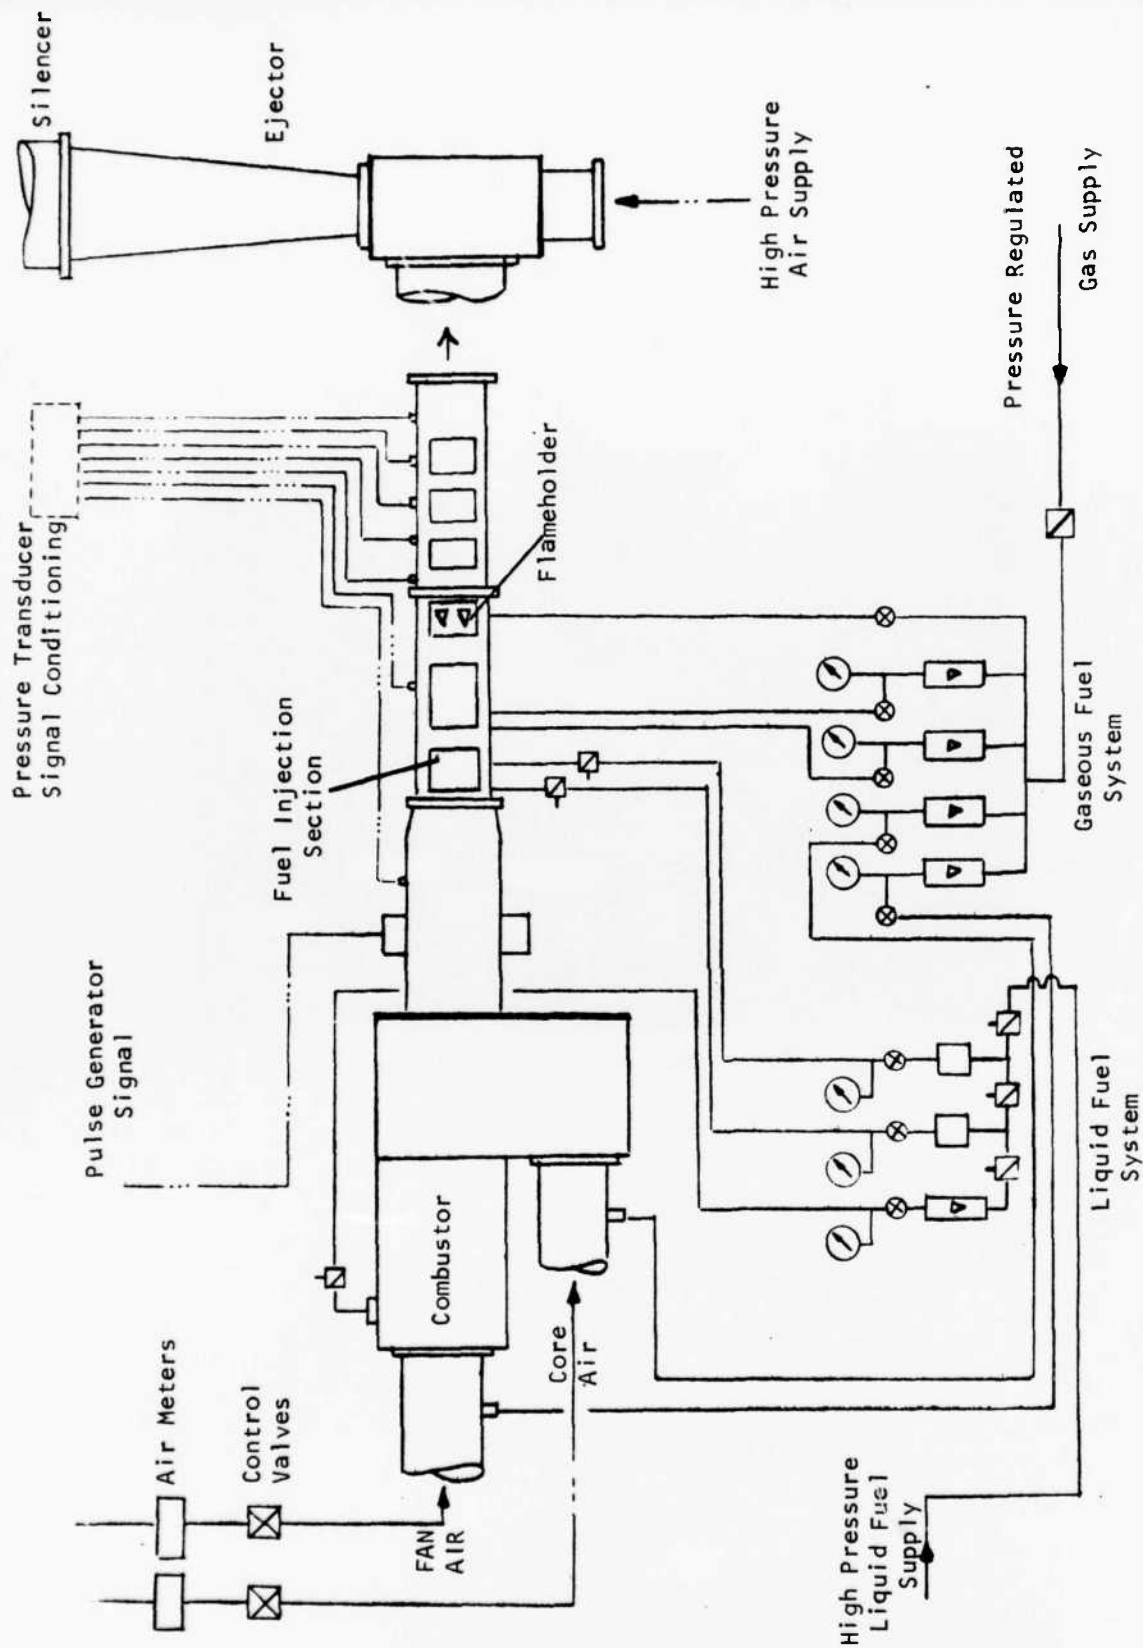 Silencer
Ejector
High Pressure
Air Supply
Pressure Transducer
Signal Conditioning
Flameholder
Pressure Regulated
Gas Supply
Fuel Injection
Section
Gaseous Fuel
System
Pulse Generator
Signal
Combustor
Core
Air
Liquid Fuel
System
Air Meters
Control
Valves
FAN
AIR
High Pressure
Liquid Fuel
Supply